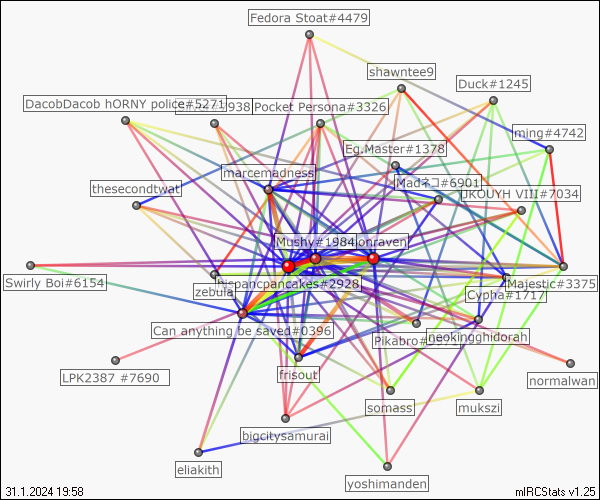 Fedora Stoat#4479
shawntee9
Duck#1245
DacobDacob hORNY police#5271
938
Pocket Persona#3326
ming#4742
Eg.Master#1378
marcemadness
Madネコ#6901
UKOUYH VIII#7034
thesecondtwat
Mushy#1984
onraven
Swirly Boi#6154
zebula
hispancpancakes#2928
Cypha#1717
Majestic#3375
Can anything be saved#0396
Pikabro#
neokingghidorah
LPK2387 #7690
frisout
normalwan
somass
mukszi
bigcitysamurai
eliakith
yoshimanden
31.1.2024 19:58
mIRCStats v1.25